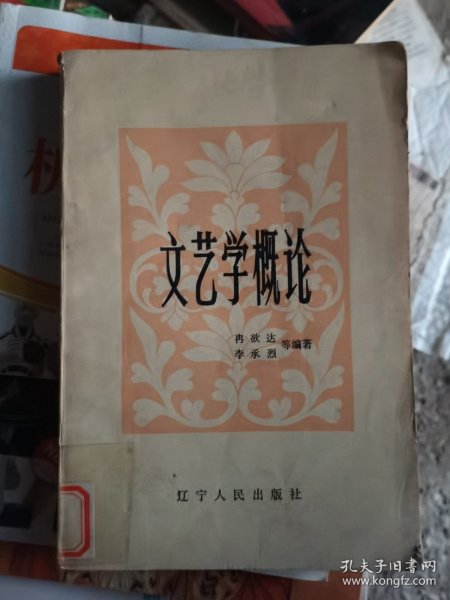 文艺学概论
冉欲达
李承烈
等编著
辽宁人民出版社
孔夫子旧书网
www.kongfz.com